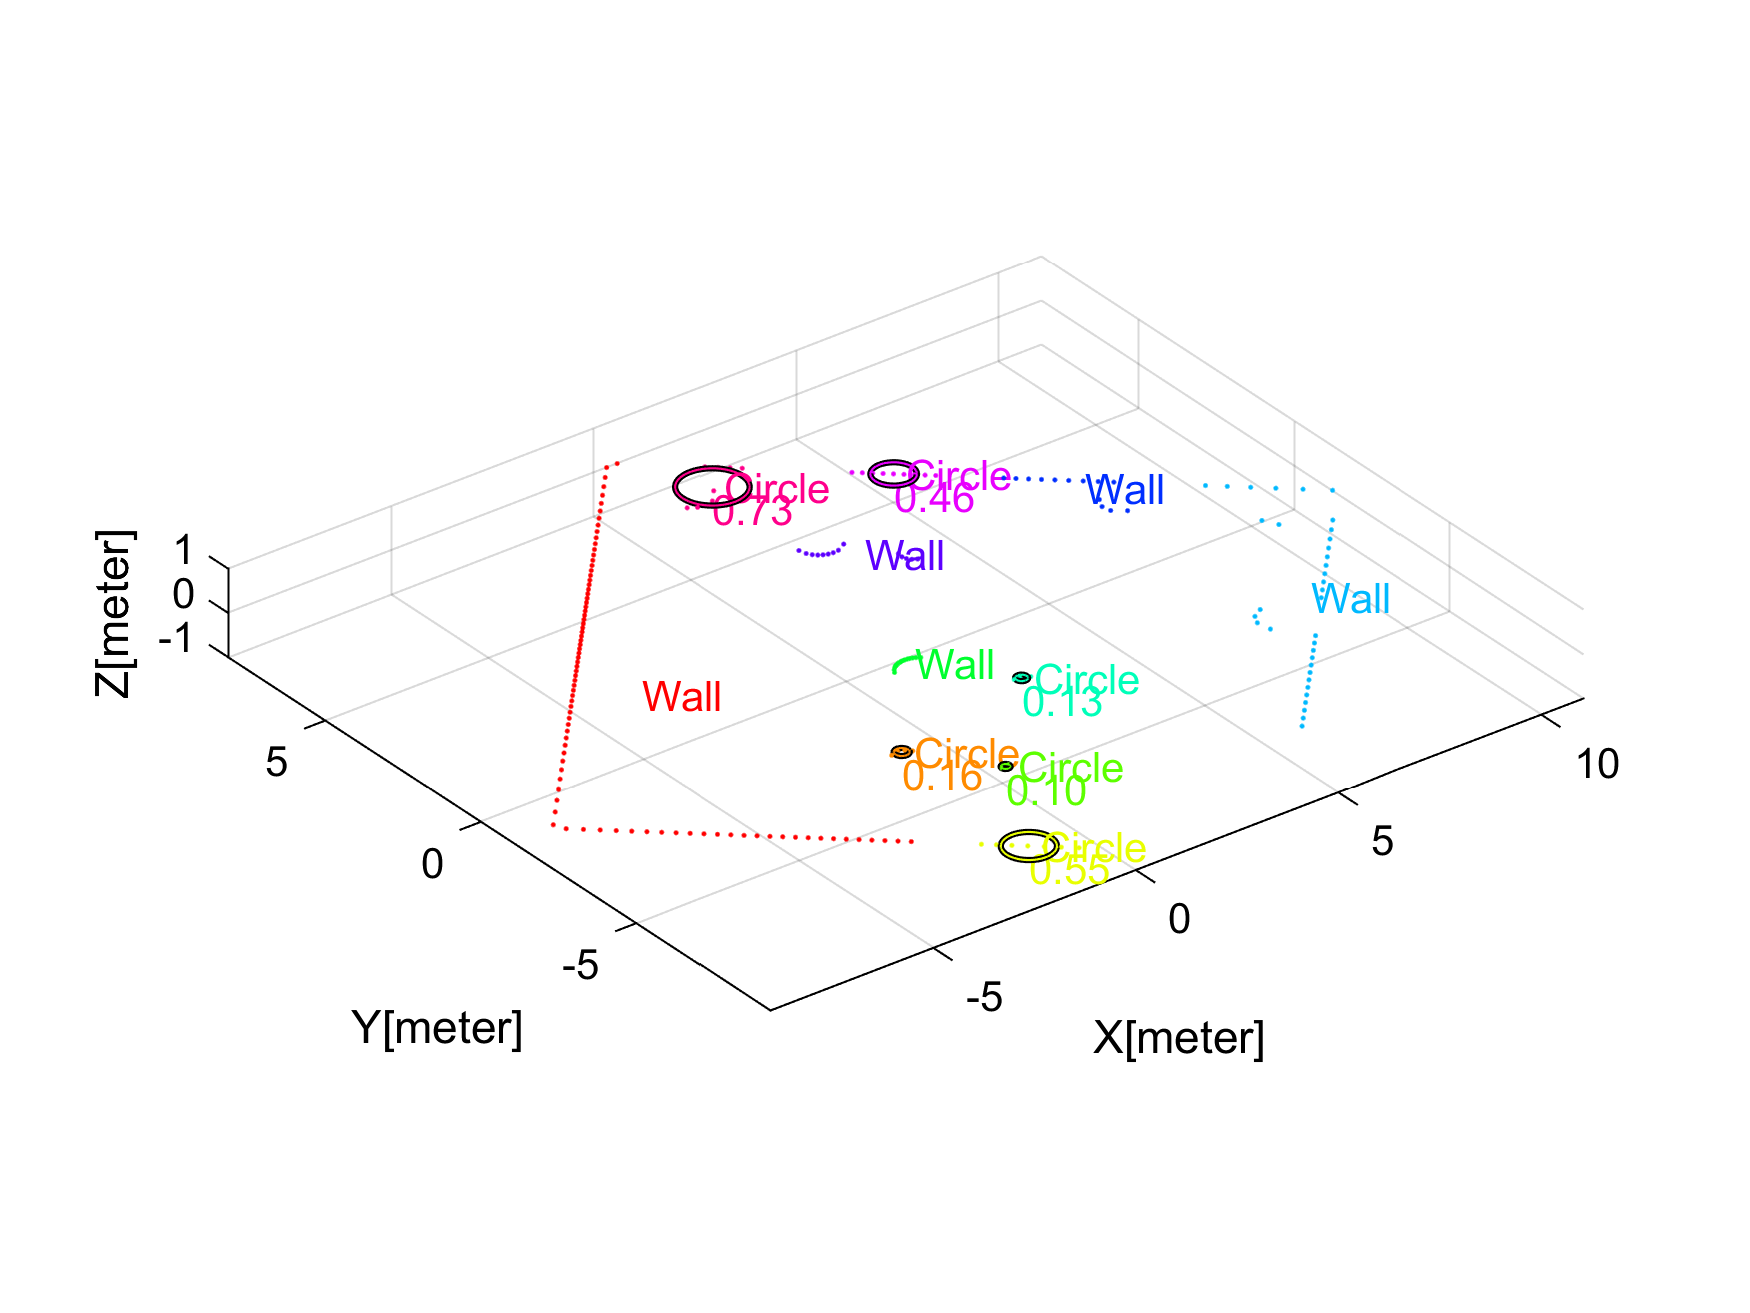 Circle
0.73
Circle
0.46
Wall
Wall
Wall
Wall
Wall
Circle
0.13
Circle
0.16
Circle
0.10
Circle
0.55
1
0
-1
Z[meter]
5
0
-5
Y[meter]
-5
0
5
10
X[meter]